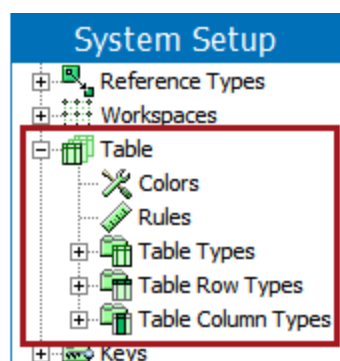 System Setup
Reference Types
Workspaces
Table
Colors
Rules
Table Types
Table Row Types
Table Column Types
Keys